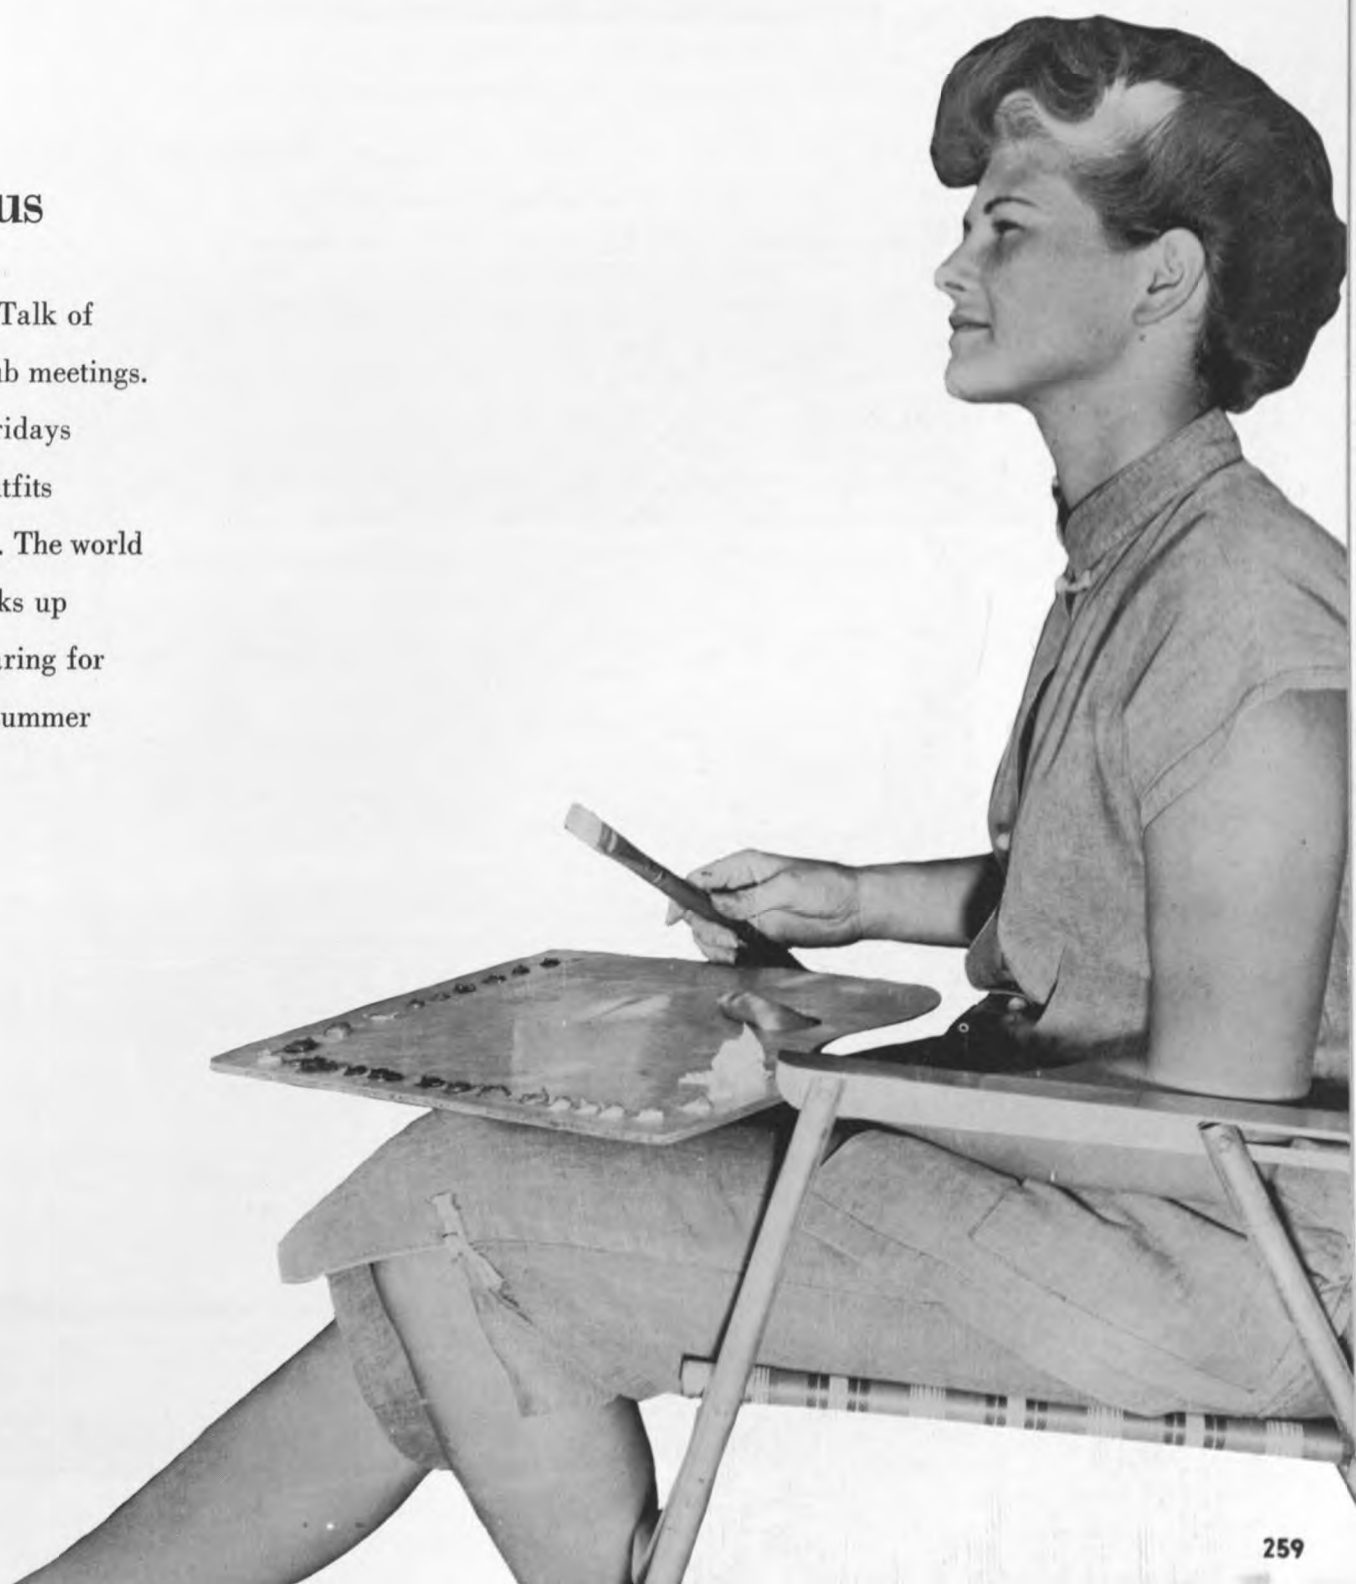 us
Talk of
ub meetings.
ridays
tfits
. The world
ks up
aring for
ummer
259